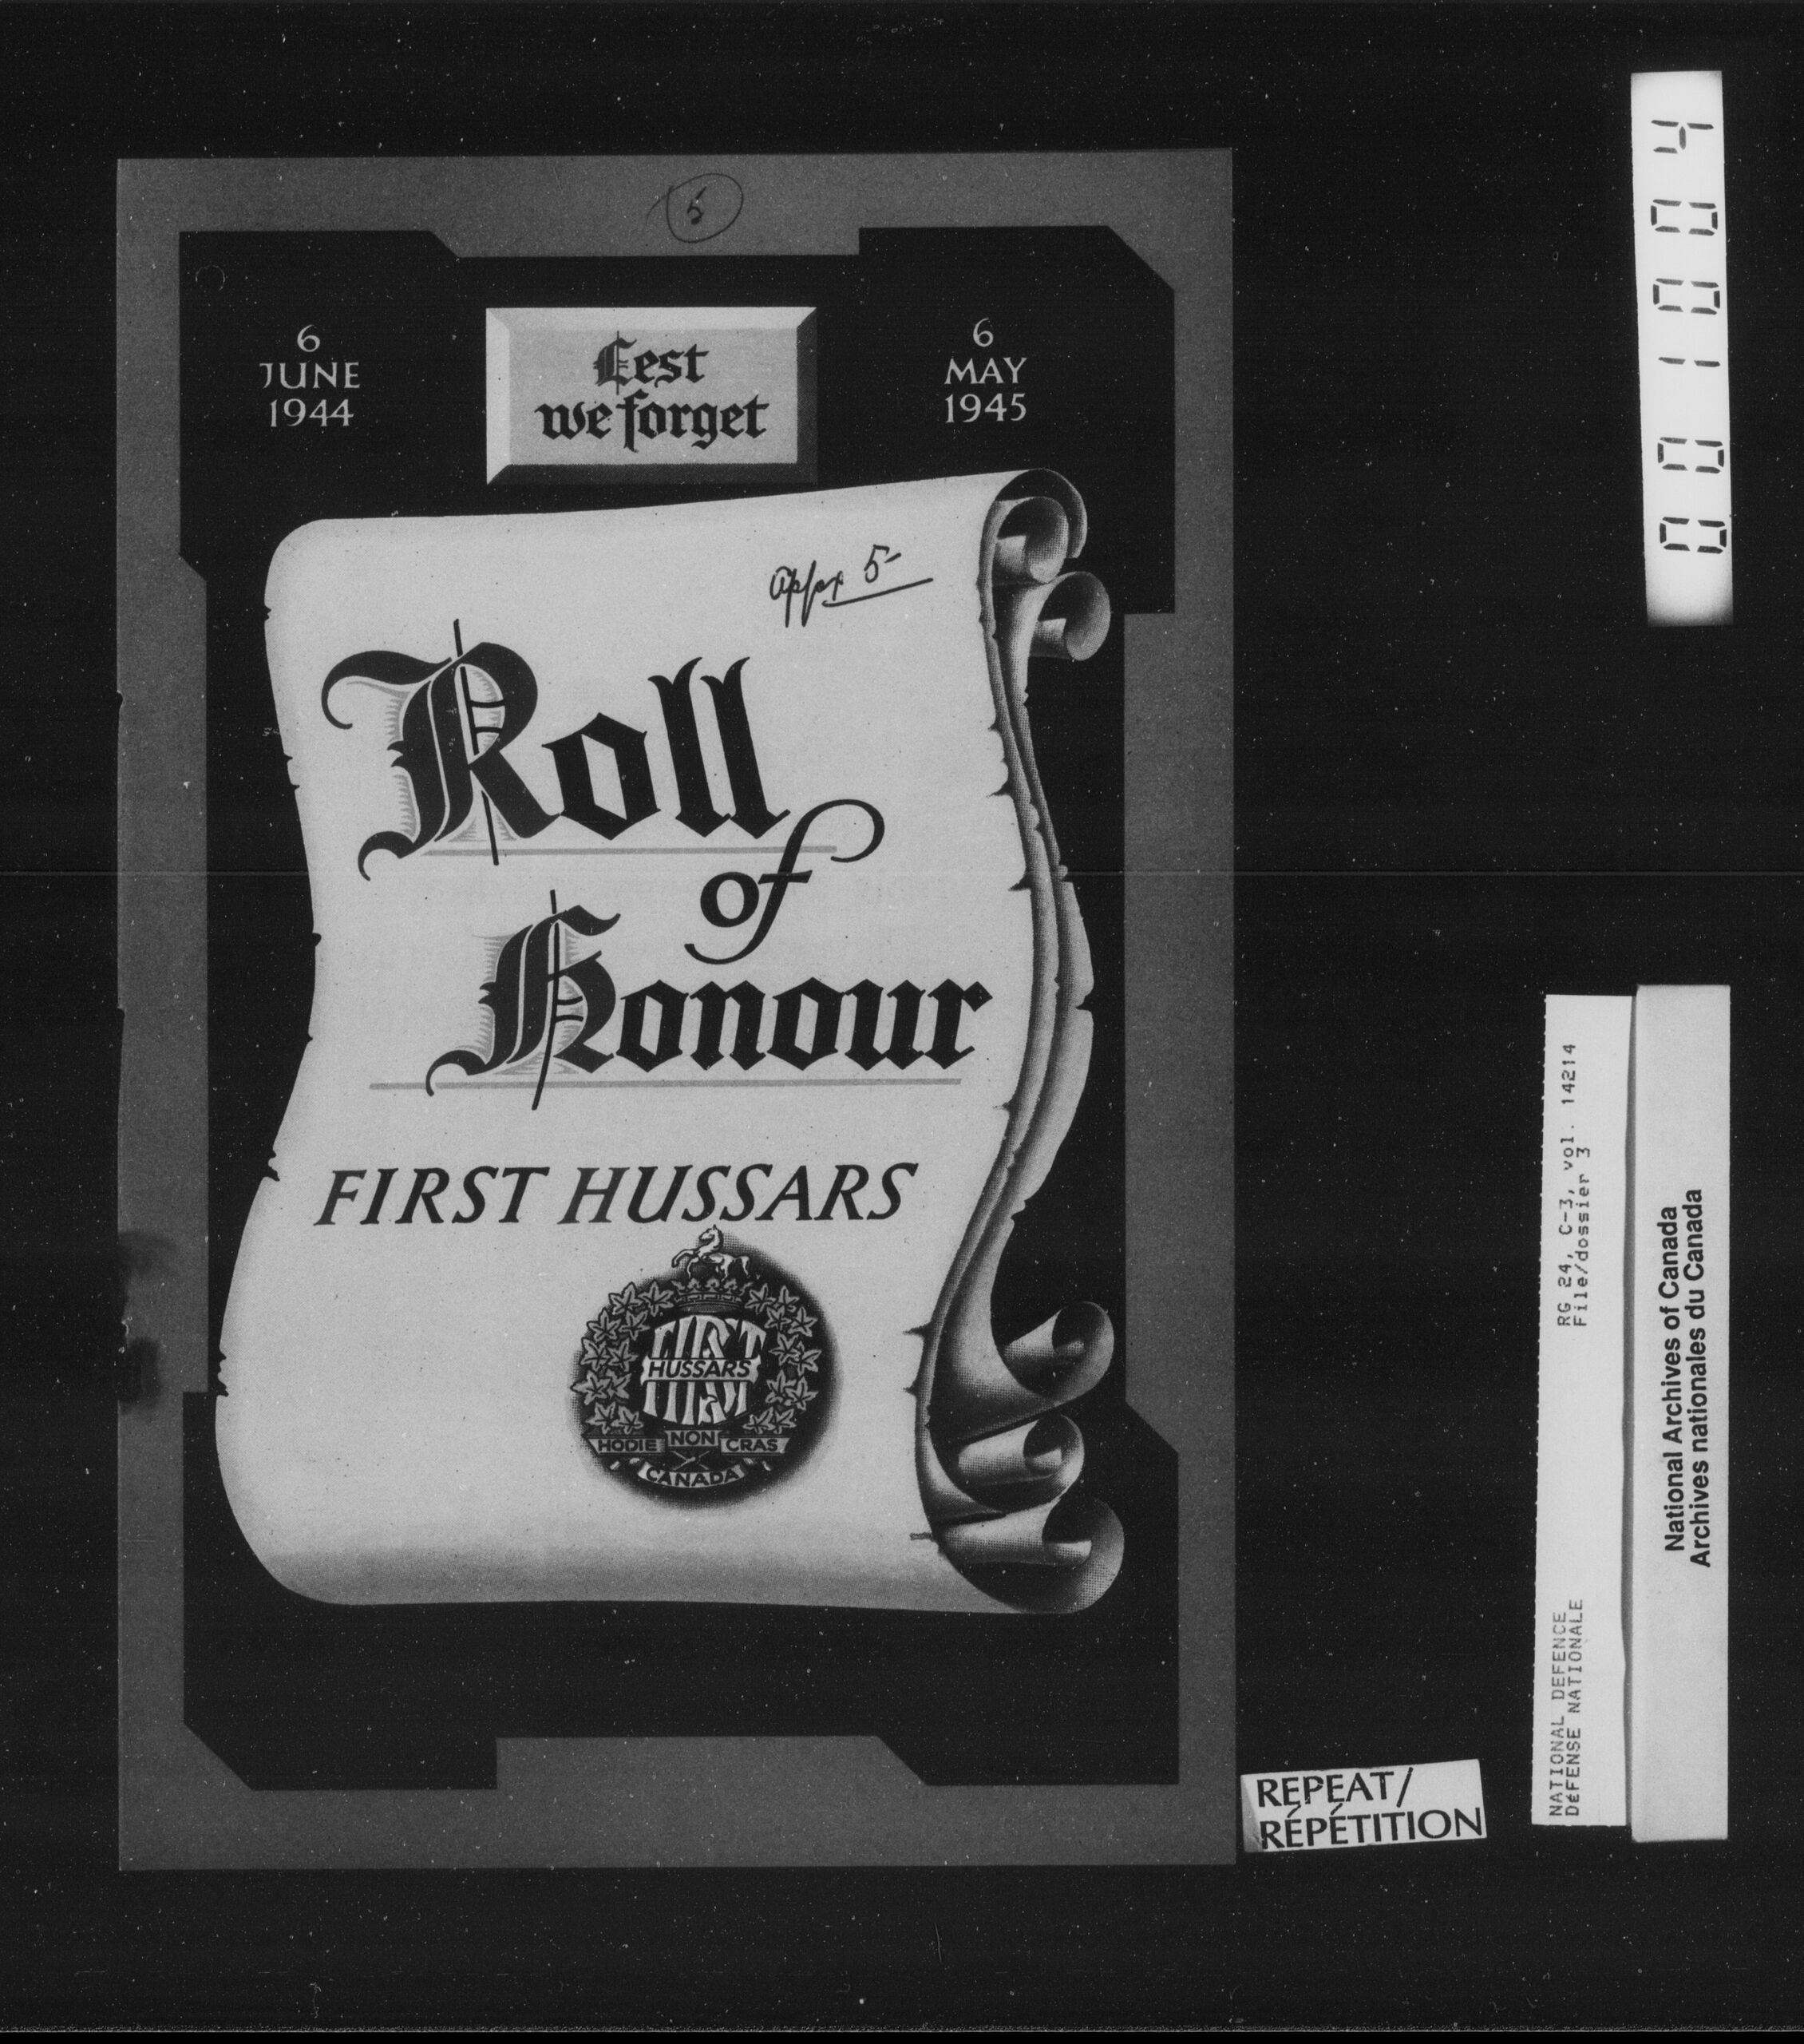 5
6
JUNE
1944
Lest
we forget
6
MAY
1945
Appx 5
Roll
of
Honour
FIRST HUSSARS
FIRST
HUSSARS
HODIE NON CRAS
CANADA
REPEAT/
RÉPÉTITION
NATIONAL DEFENCE
DéFENSE NATIONALE
RG 24, C-3, vol. 14214
File/dossier 3
National Archives of Canada
Archives nationales du Canada